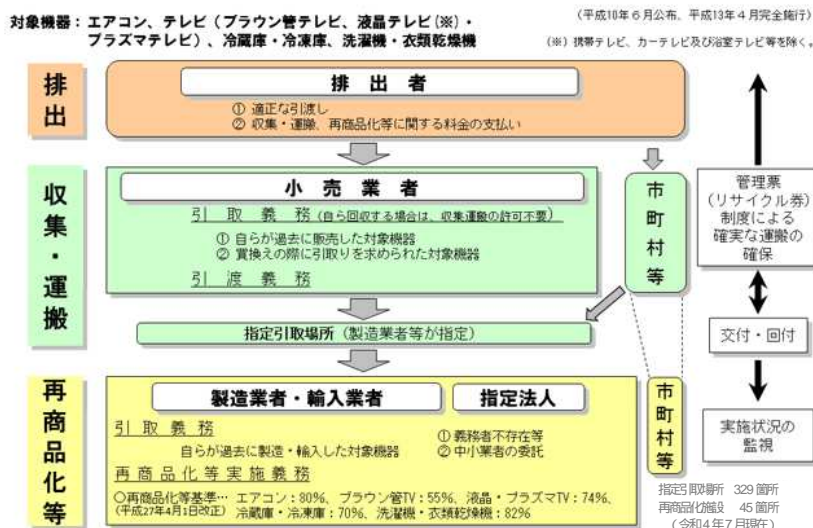 対象機器：エアコン、テレビ（ブラウン管テレビ、液晶テレビ(※)・
プラズマテレビ）、冷蔵庫・冷凍庫、洗濯機・衣類乾燥機
（平成10年６月公布、平成13年４月完全施行）
（※）携帯テレビ、カーテレビ及び浴室テレビ等を除く。
排出
排 出 者
① 適正な引渡し
② 収集・運搬、再商品化等に関する料金の支払い
収集・運搬
小 売 業 者
引 取 義 務（自ら回収する場合は、収集運搬の許可不要）
① 自らが過去に販売した対象機器
② 買換えの際に引取りを求められた対象機器
引 渡 義 務
市町村等
管理票
（リサイクル券）
制度による
確実な運搬の
確保
指定引取場所（製造業者等が指定）
交付・回付
再商品化等
製造業者・輸入業者
指定法人
引 取 義 務
自らが過去に製造・輸入した対象機器
① 義務者不存在等
② 中小業者の委託
再 商 品 化 等 実 施 義 務
○再商品化等基準… エアコン：80%、ブラウン管TV：55%、液晶・プラズマTV：74%、
（平成27年4月1日改正） 冷蔵庫・冷凍庫：70%、洗濯機・衣類乾燥機：82%
市町村等
実施状況の
監視
指定引取場所 329箇所
再商品化施設 45箇所
（令和４年７月現在）